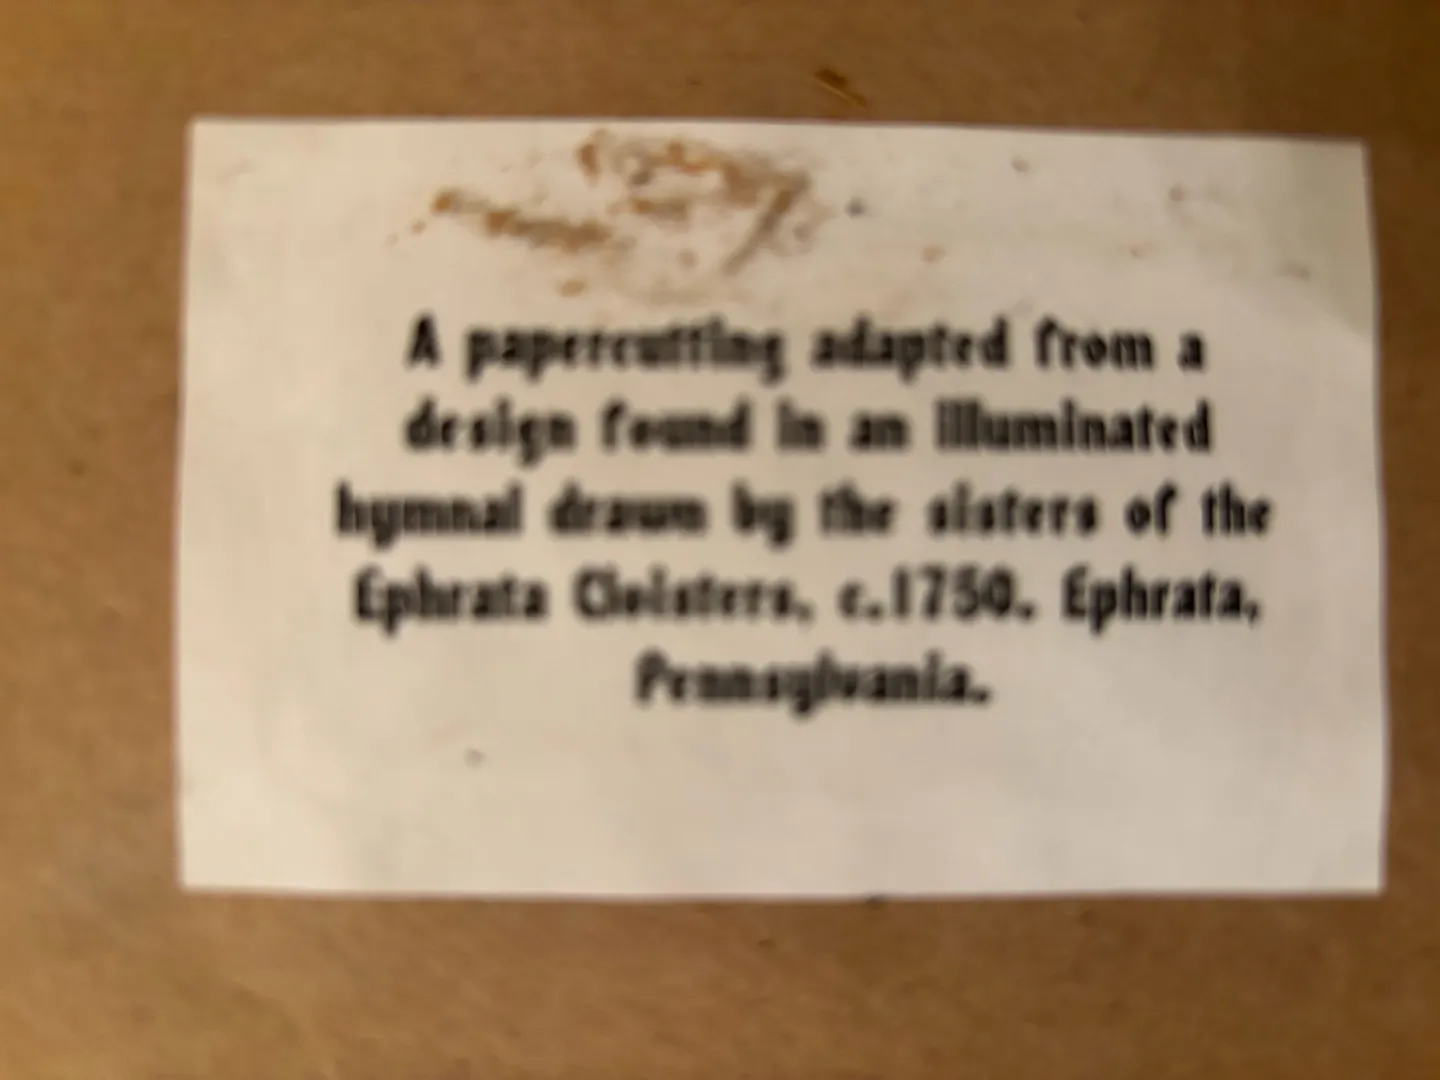 A papercutting adapted from a
design found in an illuminated
hymnal drawn by the sisters of the
Ephrata Cloisters, c.1750. Ephrata,
Pennsylvania.